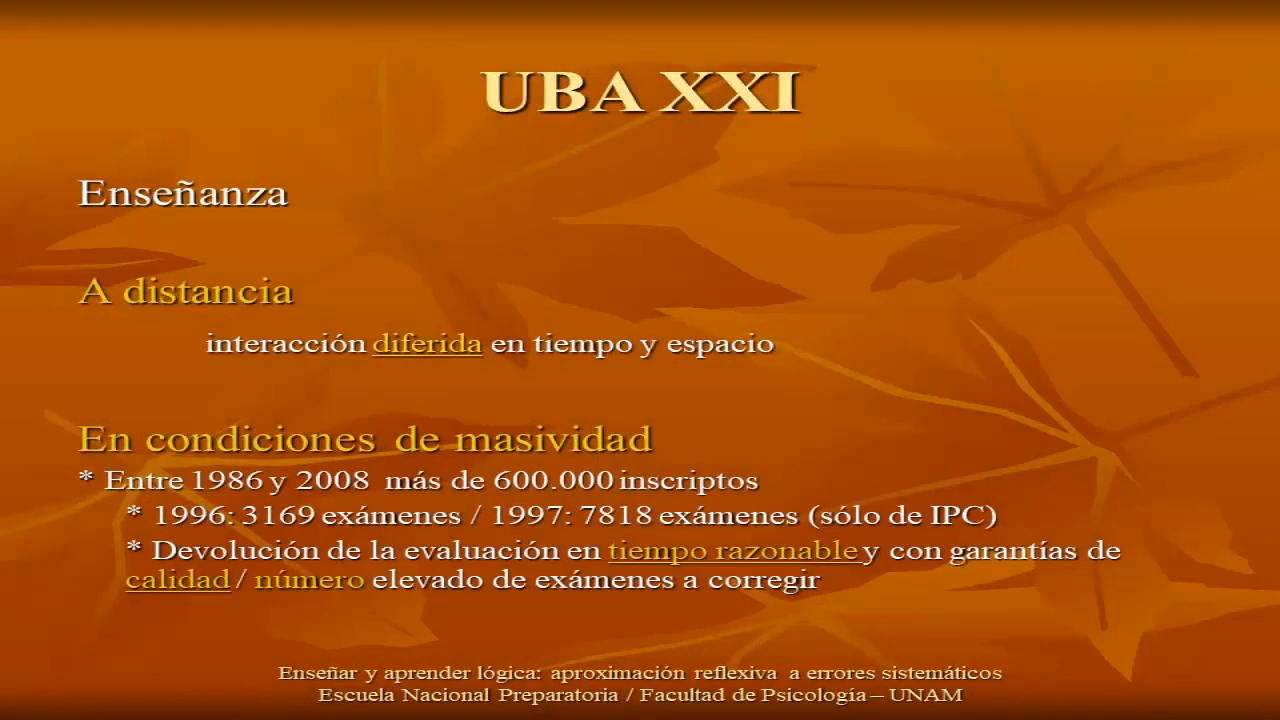 UBA XXI
Enseñanza
A distancia
interacción diferida en tiempo y espacio
En condiciones de masividad
* Entre 1986 y 2008 más de 600.000 inscriptos
* 1996: 3169 exámenes / 1997: 7818 exámenes (sólo de IPC)
* Devolución de la evaluación en tiempo razonable y con garantías de
calidad / número elevado de exámenes a corregir
Enseñar y aprender lógica: aproximación reflexiva a errores sistemáticos
Escuela Nacional Preparatoria / Facultad de Psicología – UNAM